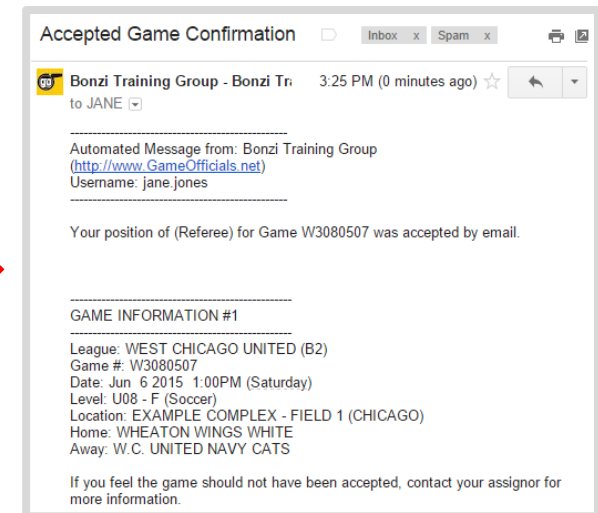 Accepted Game Confirmation Inbox x Spam x
Bonzi Training Group - Bonzi Tra 3:25 PM (0 minutes ago)
to JANE
------------------------------------------------
Automated Message from: Bonzi Training Group
(http://www.GameOfficials.net)
Username: jane.jones
------------------------------------------------
Your position of (Referee) for Game W3080507 was accepted by email.
-------------------------------------------------
GAME INFORMATION #1
-------------------------------------------------
League: WEST CHICAGO UNITED (B2)
Game #: W3080507
Date: Jun 6 2015 1:00PM (Saturday)
Level: U08 - F (Soccer)
Location: EXAMPLE COMPLEX - FIELD 1 (CHICAGO)
Home: WHEATON WINGS WHITE
Away: W.C. UNITED NAVY CATS
If you feel the game should not have been accepted, contact your assignor for
more information.